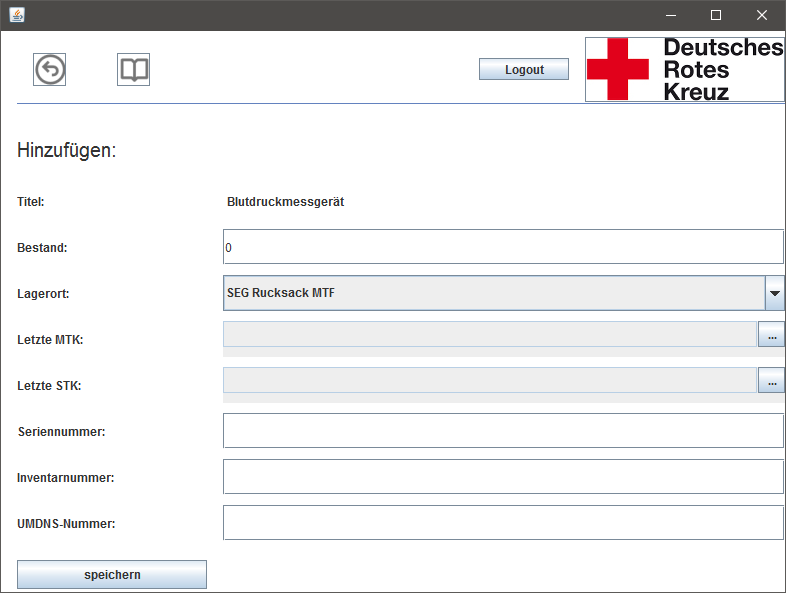 Logout
Deutsches
Rotes
Kreuz
Hinzufügen:
Titel: Blutdruckmessgerät
Bestand: 0
Lagerort: SEG Rucksack MTF
Letzte MTK: ...
Letzte STK: ...
Seriennummer:
Inventarnummer:
UMDNS-Nummer:
speichern